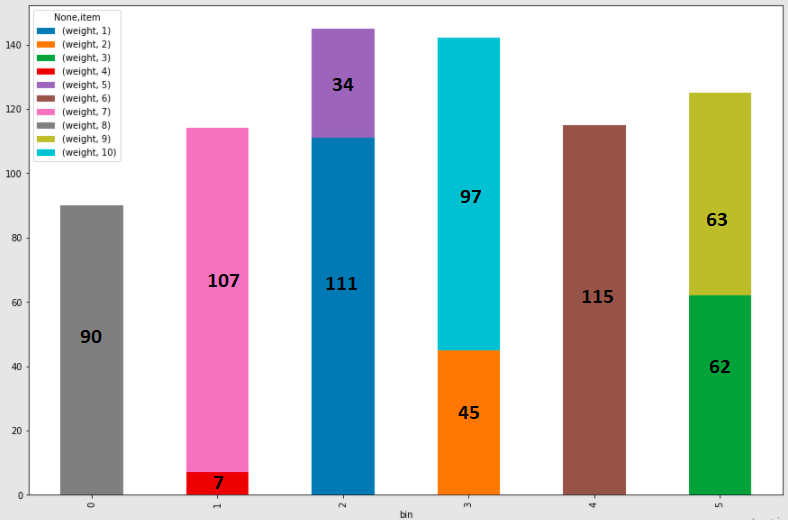 None,item
(weight, 1)
(weight, 2)
(weight, 3)
(weight, 4)
(weight, 5)
(weight, 6)
(weight, 7)
(weight, 8)
(weight, 9)
(weight, 10)
140
120
100
80
60
40
20
0
90
107
7
34
111
97
45
115
63
62
0
1
2
3
4
5
bin